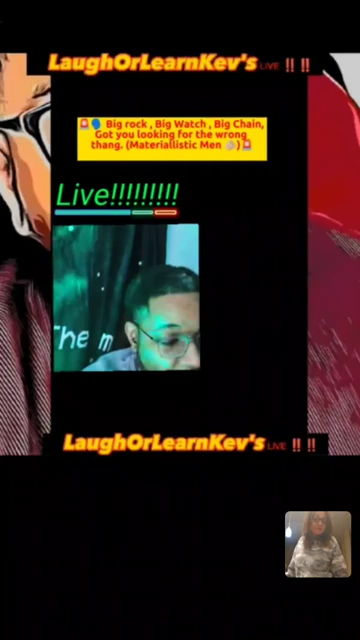 LaughOrLearnKev's LIVE ‼️ ‼️
🚨🗣️ Big rock , Big Watch , Big Chain,
Got you looking for the wrong
thang. (Materiallistic Men 💍)🚨
Live!!!!!!!!!
The m
LaughOrLearnKev's LIVE ‼️ ‼️